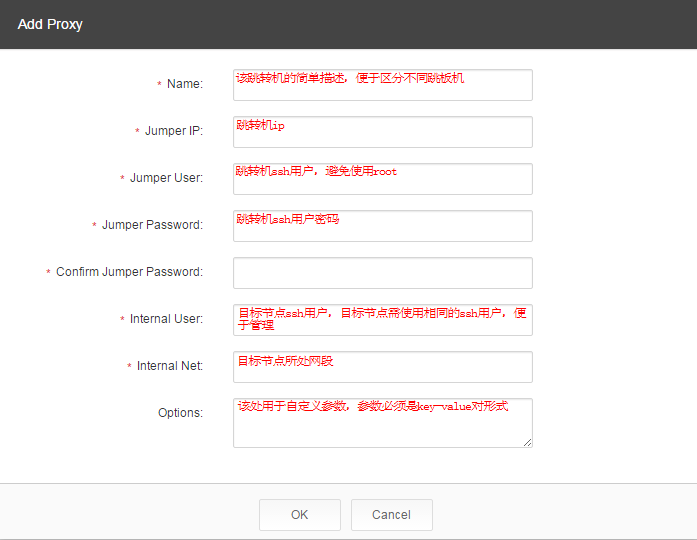 Add Proxy
* Name:
该跳转机的简单描述，便于区分不同跳板机
* Jumper IP:
跳转机ip
* Jumper User:
跳转机ssh用户，避免使用root
* Jumper Password:
跳转机ssh用户密码
* Confirm Jumper Password:
* Internal User:
目标节点ssh用户，目标节点需使用相同的ssh用户，便
于管理
* Internal Net:
目标节点所处网段
Options:
该处用于自定义参数，参数必须是key-value对形式
OK
Cancel